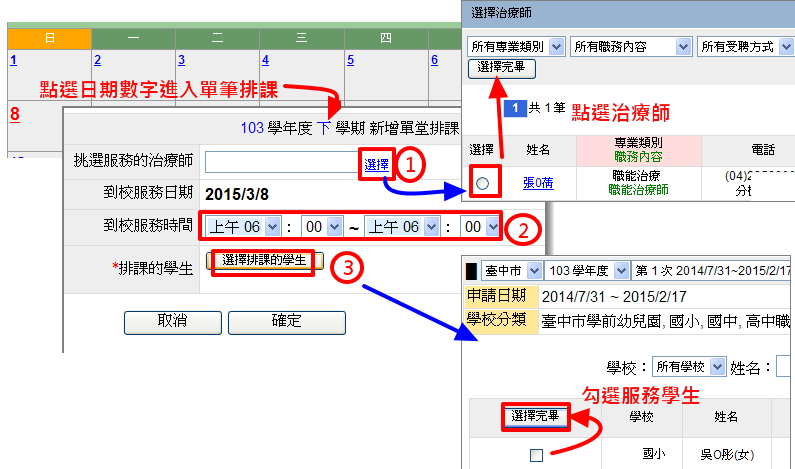 日 一 二 三 四 五
1 2 3 4 5 6
點選日期數字進入單筆排課
8
103 學年度 下 學期 新增單堂排課
挑選服務的治療師 選擇 1
到校服務日期 2015/3/8
到校服務時間 上午 06 : 00 ~ 上午 06 : 00 2
*排課的學生 選擇排課的學生 3
取消 確定
選擇治療師
所有專業類別 所有職務內容 所有受聘方式
選擇完畢
1 共 1 筆 點選治療師
選擇 姓名 專業類別 電話
職務內容
張0蒨 職能治療 (04)2
職能治療師 分機
臺中市 103 學年度 第 1 次 2014/7/31~2015/2/17
申請日期 2014/7/31 ~ 2015/2/17
學校分類 臺中市學前幼兒園, 國小, 國中, 高中職
學校： 所有學校 姓名：
勾選服務學生
選擇完畢 學校 姓名
國小 吳O彤(女)